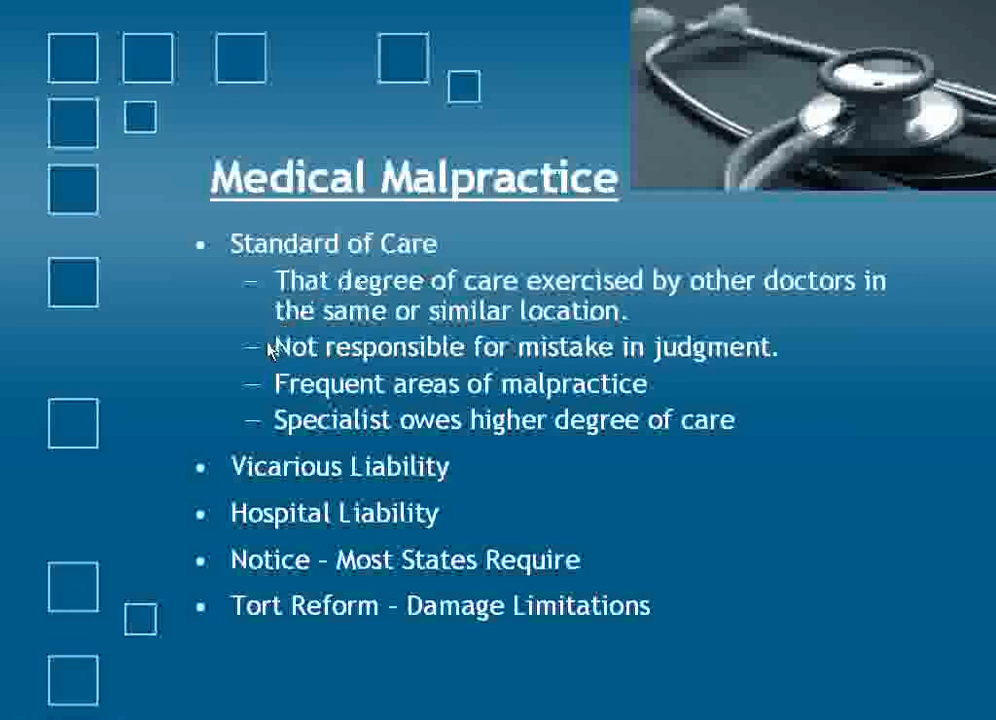 Medical Malpractice
• Standard of Care
– That degree of care exercised by other doctors in
the same or similar location.
– Not responsible for mistake in judgment.
– Frequent areas of malpractice
– Specialist owes higher degree of care
• Vicarious Liability
• Hospital Liability
• Notice – Most States Require
• Tort Reform – Damage Limitations